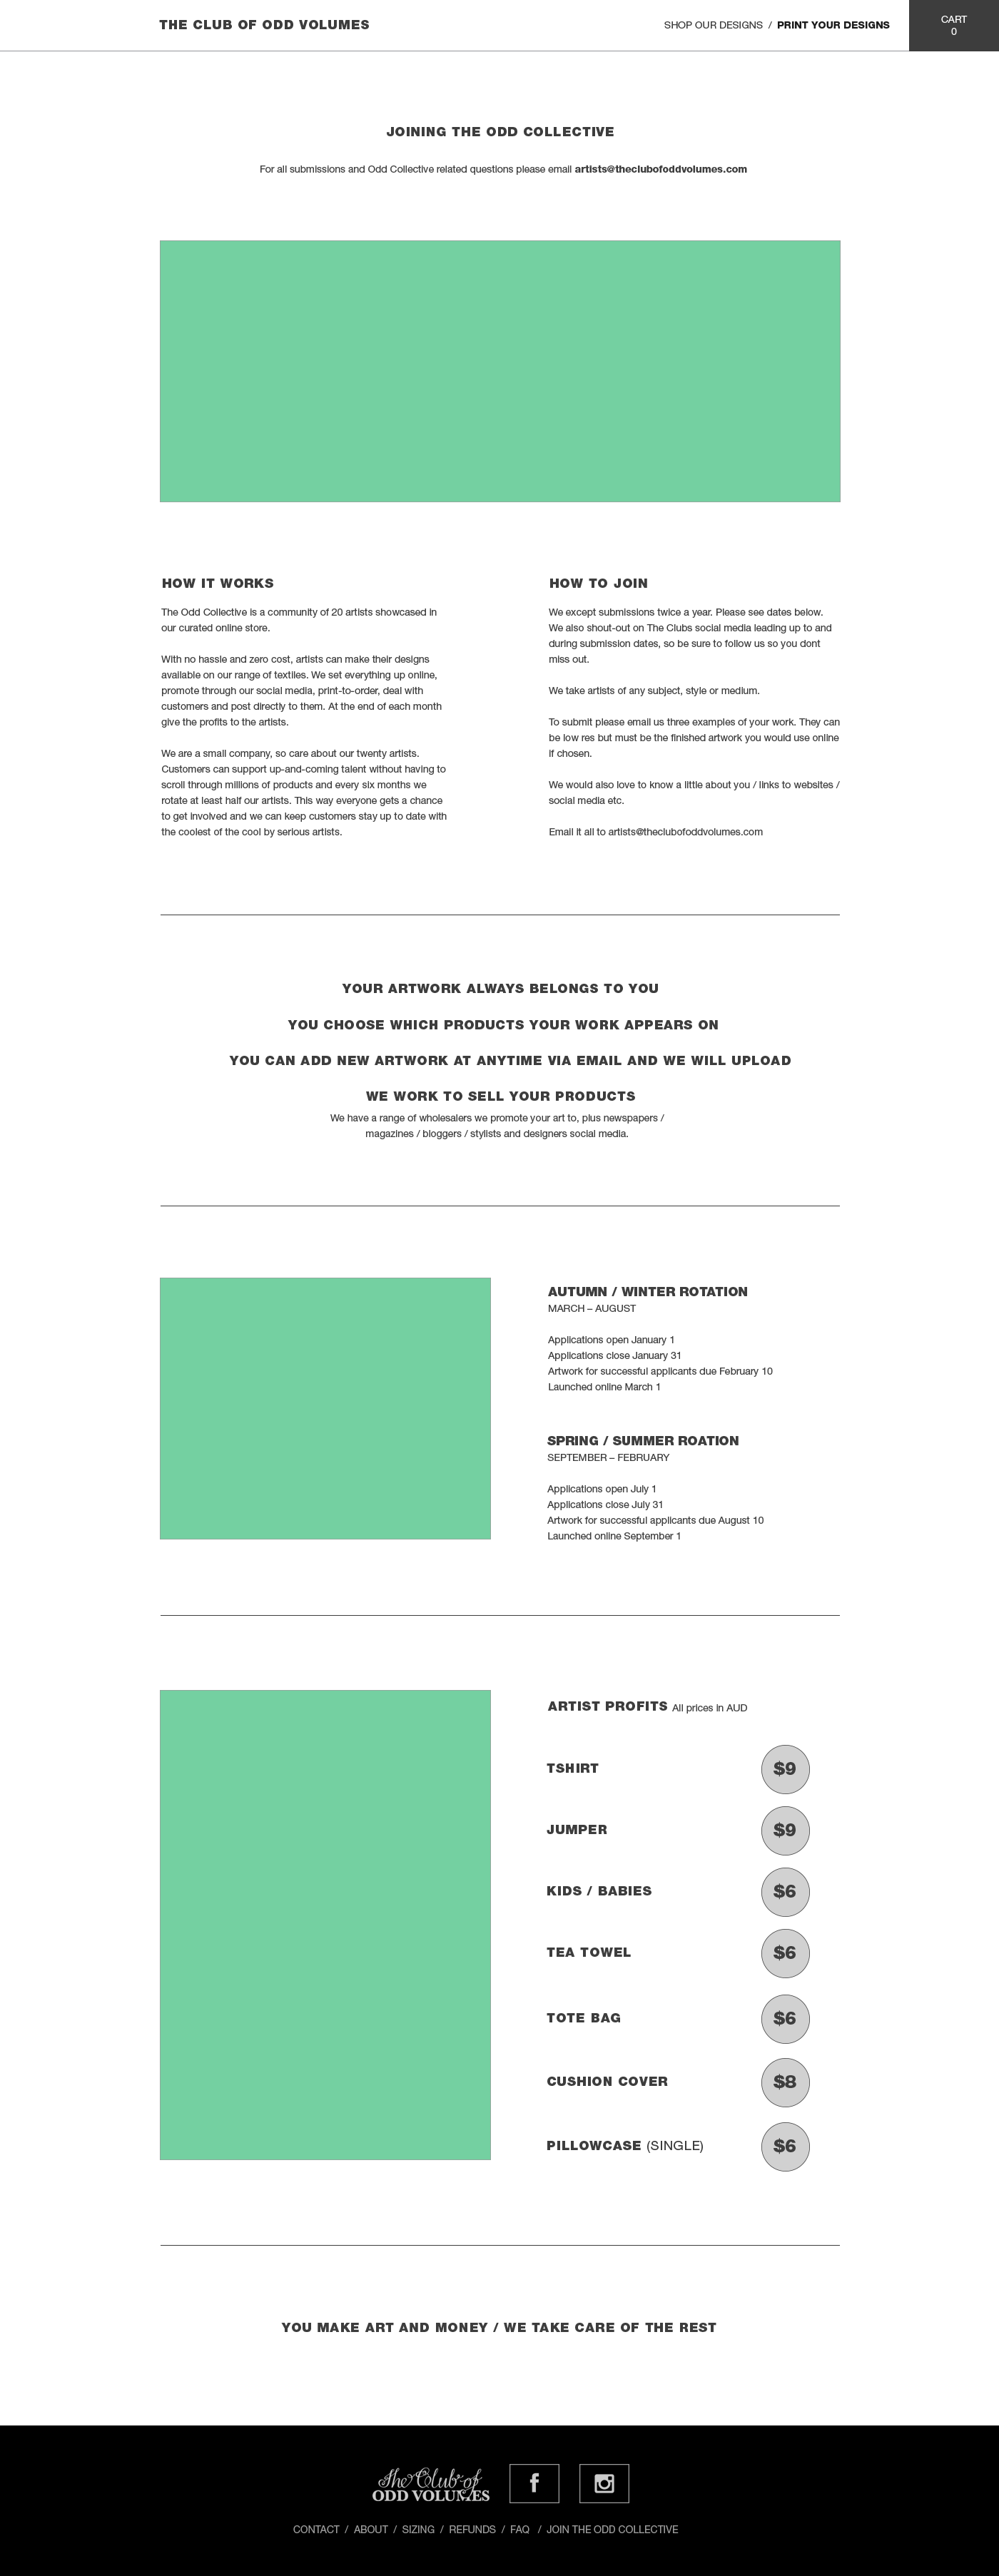 THE CLUB OF ODD VOLUMES
SHOP OUR DESIGNS / PRINT YOUR DESIGNS
CART
0
JOINING THE ODD COLLECTIVE
For all submissions and Odd Collective related questions please email artists@theclubofoddvolumes.com
HOW IT WORKS
The Odd Collective is a community of 20 artists showcased in
our curated online store.
With no hassle and zero cost, artists can make their designs
available on our range of textiles. We set everything up online,
promote through our social media, print-to-order, deal with
customers and post directly to them. At the end of each month
give the profits to the artists.
We are a small company, so care about our twenty artists.
Customers can support up-and-coming talent without having to
scroll through millions of products and every six months we
rotate at least half our artists. This way everyone gets a chance
to get involved and we can keep customers stay up to date with
the coolest of the cool by serious artists.
HOW TO JOIN
We except submissions twice a year. Please see dates below.
We also shout-out on The Clubs social media leading up to and
during submission dates, so be sure to follow us so you dont
miss out.
We take artists of any subject, style or medium.
To submit please email us three examples of your work. They can
be low res but must be the finished artwork you would use online
if chosen.
We would also love to know a little about you / links to websites /
social media etc.
Email it all to artists@theclubofoddvolumes.com
YOUR ARTWORK ALWAYS BELONGS TO YOU
YOU CHOOSE WHICH PRODUCTS YOUR WORK APPEARS ON
YOU CAN ADD NEW ARTWORK AT ANYTIME VIA EMAIL AND WE WILL UPLOAD
WE WORK TO SELL YOUR PRODUCTS
We have a range of wholesalers we promote your art to, plus newspapers /
magazines / bloggers / stylists and designers social media.
AUTUMN / WINTER ROTATION
MARCH – AUGUST
Applications open January 1
Applications close January 31
Artwork for successful applicants due February 10
Launched online March 1
SPRING / SUMMER ROATION
SEPTEMBER – FEBRUARY
Applications open July 1
Applications close July 31
Artwork for successful applicants due August 10
Launched online September 1
ARTIST PROFITS All prices in AUD
TSHIRT $9
JUMPER $9
KIDS / BABIES $6
TEA TOWEL $6
TOTE BAG $6
CUSHION COVER $8
PILLOWCASE (SINGLE) $6
YOU MAKE ART AND MONEY / WE TAKE CARE OF THE REST
The Club of
ODD VOLUMES
f
CONTACT / ABOUT / SIZING / REFUNDS / FAQ / JOIN THE ODD COLLECTIVE